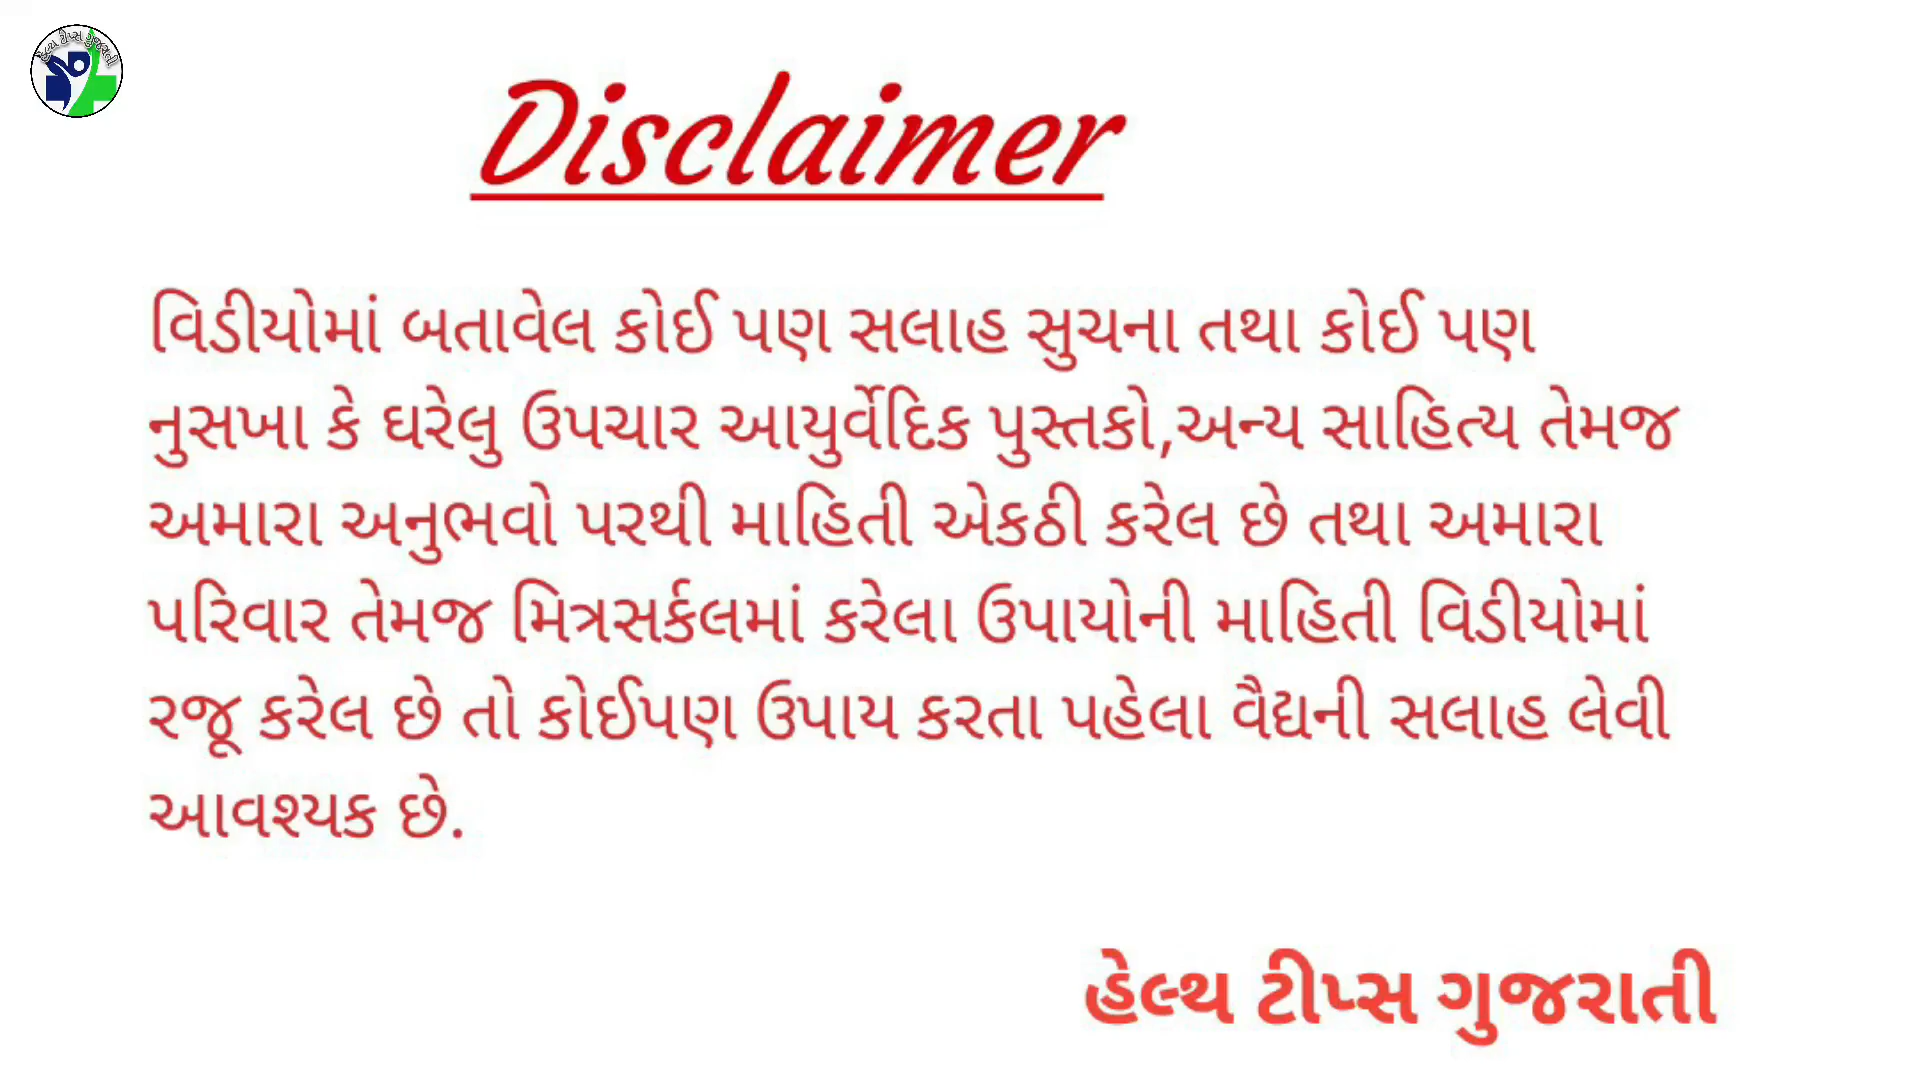 હેલ્થ ટીપ્સ ગુજરાતી
Disclaimer
વિડીયોમાં બતાવેલ કોઈ પણ સલાહ સુચના તથા કોઈ પણ
નુસખા કે ઘરેલુ ઉપચાર આયુર્વેદિક પુસ્તકો,અન્ય સાહિત્ય તેમજ
અમારા અનુભવો પરથી માહિતી એકઠી કરેલ છે તથા અમારા
પરિવાર તેમજ મિત્રસર્કલમાં કરેલા ઉપાયોની માહિતી વિડીયોમાં
રજૂ કરેલ છે તો કોઈપણ ઉપાય કરતા પહેલા વૈદ્યની સલાહ લેવી
આવશ્યક છે.
હેલ્થ ટીપ્સ ગુજરાતી